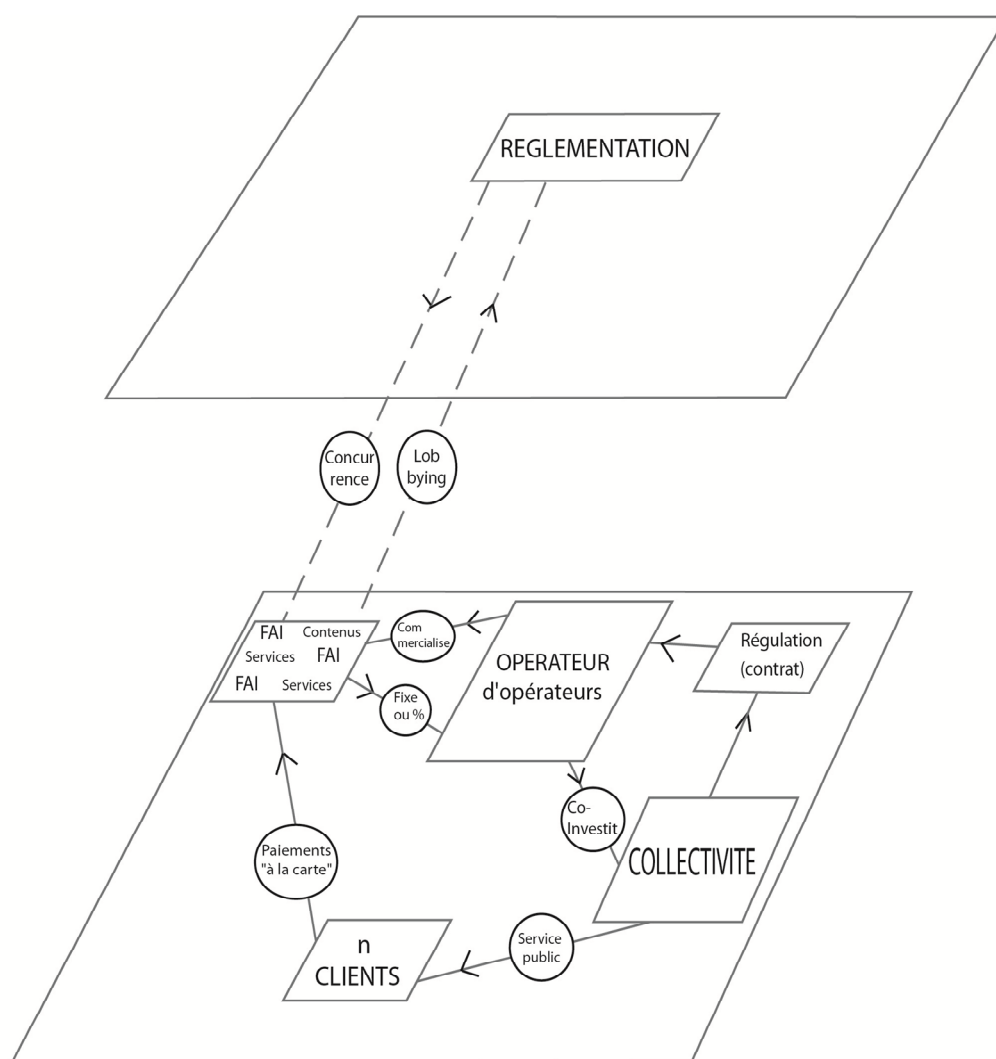 REGLEMENTATION
Concur
rence
Lob
bying
FAI Contenus
Services FAI
FAI Services
Com
mercialise
Fixe
ou %
OPERATEUR
d'opérateurs
Régulation
(contrat)
Co-
Investit
COLLECTIVITE
Paiements
"à la carte"
Service
public
n
CLIENTS